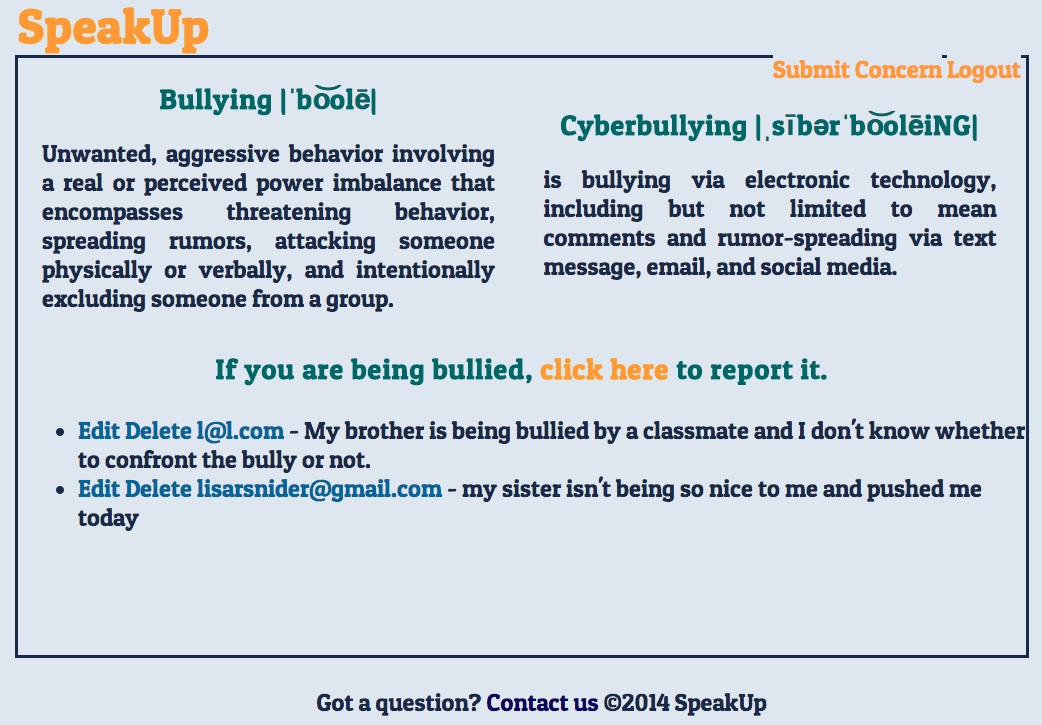 SpeakUp
Submit Concern Logout
Bullying |ˈbo͝olē|
Unwanted, aggressive behavior involving
a real or perceived power imbalance that
encompasses threatening behavior,
spreading rumors, attacking someone
physically or verbally, and intentionally
excluding someone from a group.
Cyberbullying |ˌsībərˈbo͝olēiNG|
is bullying via electronic technology,
including but not limited to mean
comments and rumor-spreading via text
message, email, and social media.
If you are being bullied, click here to report it.
• Edit Delete l@l.com - My brother is being bullied by a classmate and I don't know whether
to confront the bully or not.
• Edit Delete lisarsnider@gmail.com - my sister isn't being so nice to me and pushed me
today
Got a question? Contact us ©2014 SpeakUp